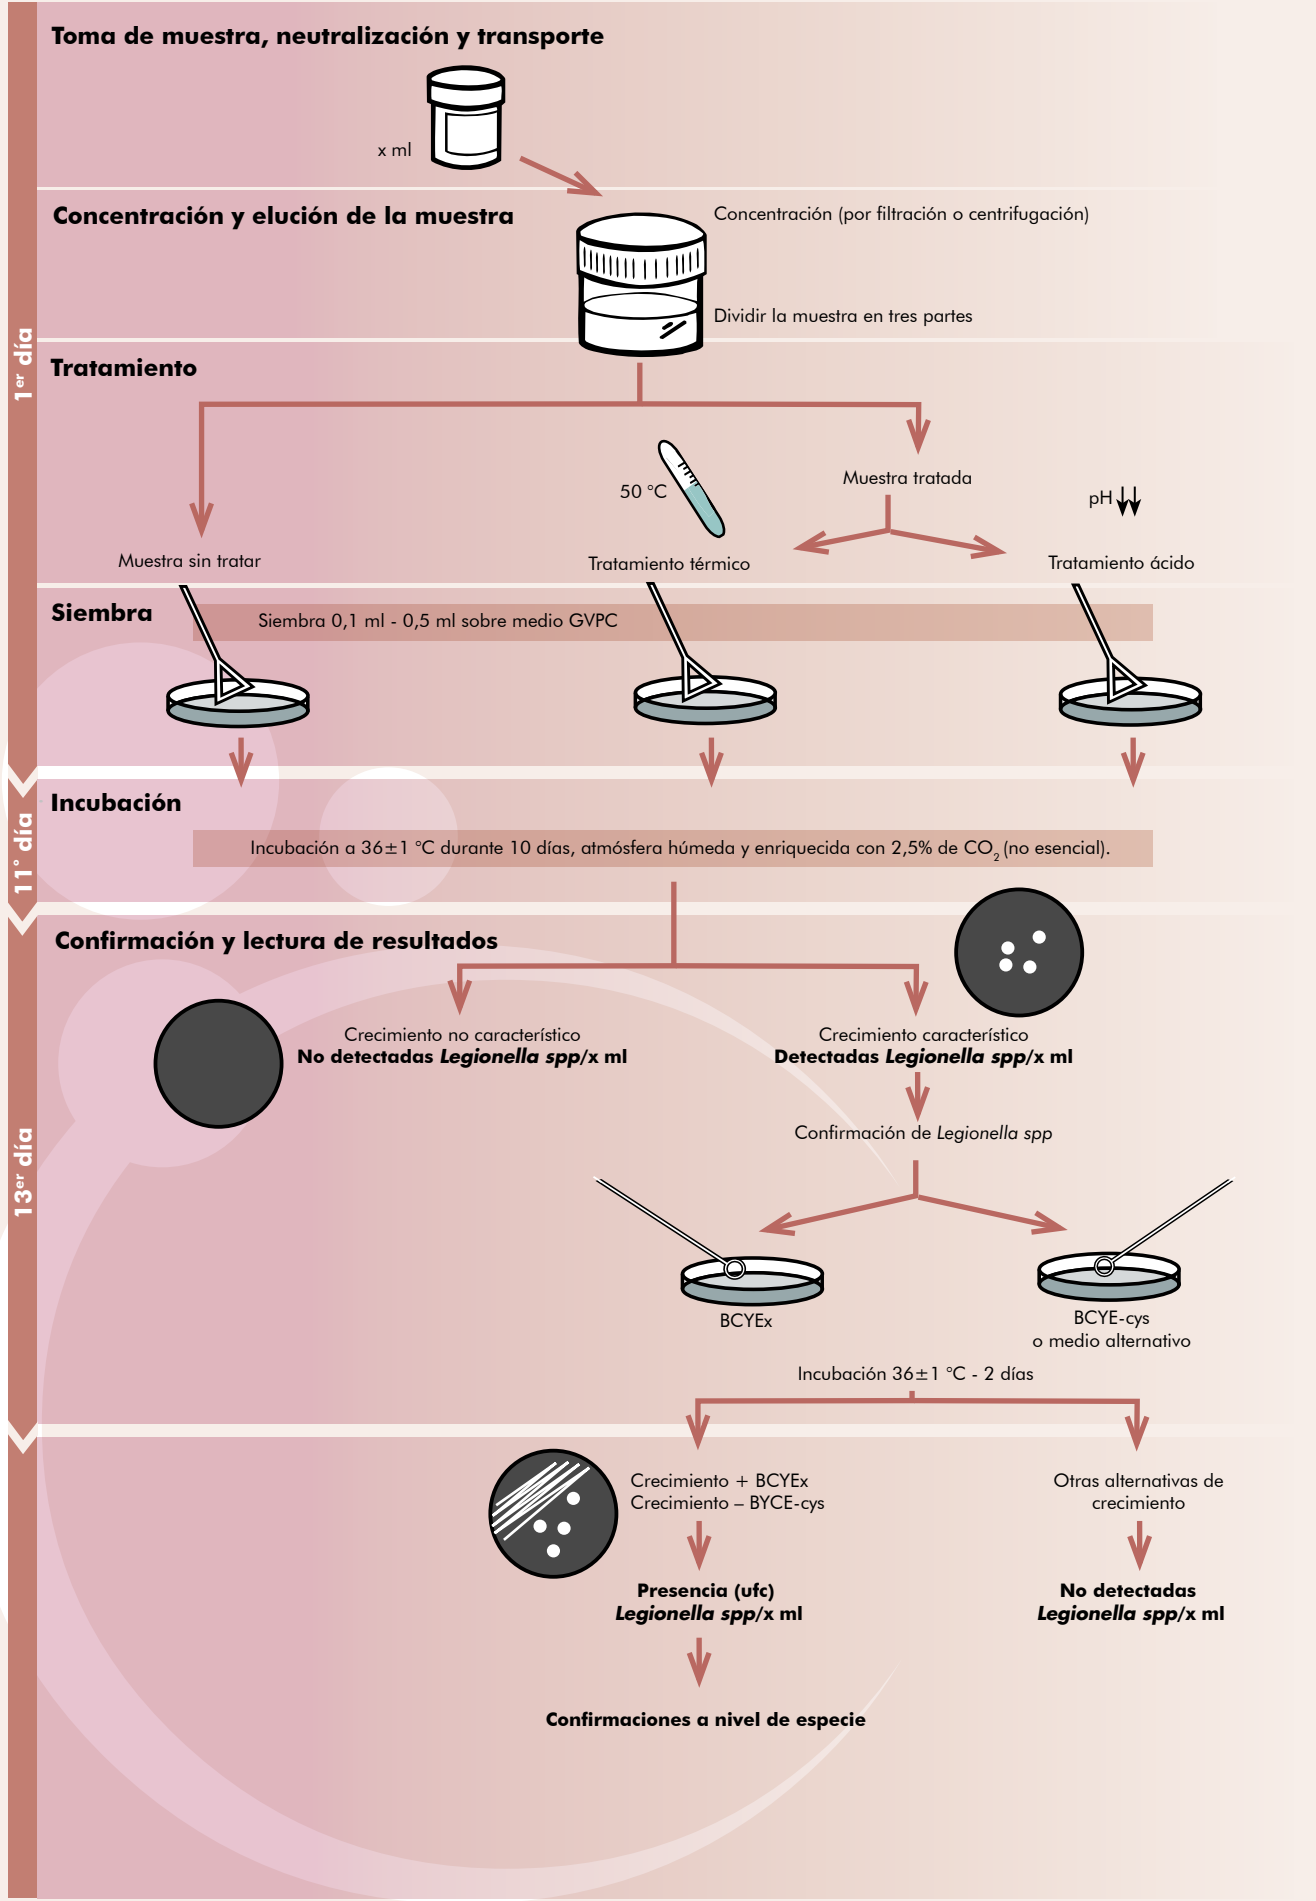 Toma de muestra, neutralización y transporte
x ml
Concentración y elución de la muestra
Concentración (por filtración o centrifugación)
Dividir la muestra en tres partes
1er día
Tratamiento
50 °C
Muestra tratada
pH
Muestra sin tratar
Tratamiento térmico
Tratamiento ácido
Siembra
Siembra 0,1 ml - 0,5 ml sobre medio GVPC
11° día
Incubación
Incubación a 36±1 °C durante 10 días, atmósfera húmeda y enriquecida con 2,5% de CO2 (no esencial).
13er día
Confirmación y lectura de resultados
Crecimiento no característico
No detectadas Legionella spp/x ml
Crecimiento característico
Detectadas Legionella spp/x ml
Confirmación de Legionella spp
BCYEx
BCYE-cys
o medio alternativo
Incubación 36±1 °C - 2 días
Crecimiento + BCYEx
Crecimiento – BYCE-cys
Otras alternativas de
crecimiento
Presencia (ufc)
Legionella spp/x ml
No detectadas
Legionella spp/x ml
Confirmaciones a nivel de especie